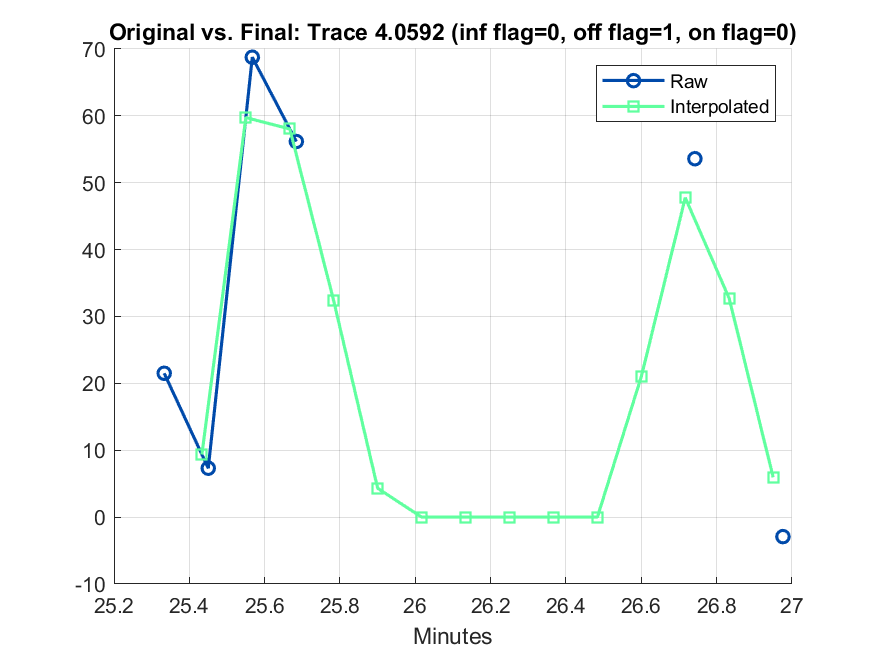 Original vs. Final: Trace 4.0592 (inf flag=0, off flag=1, on flag=0)
70
60
50
40
30
20
10
0
-10
Raw
Interpolated
25.2 25.4 25.6 25.8 26 26.2 26.4 26.6 26.8 27
Minutes